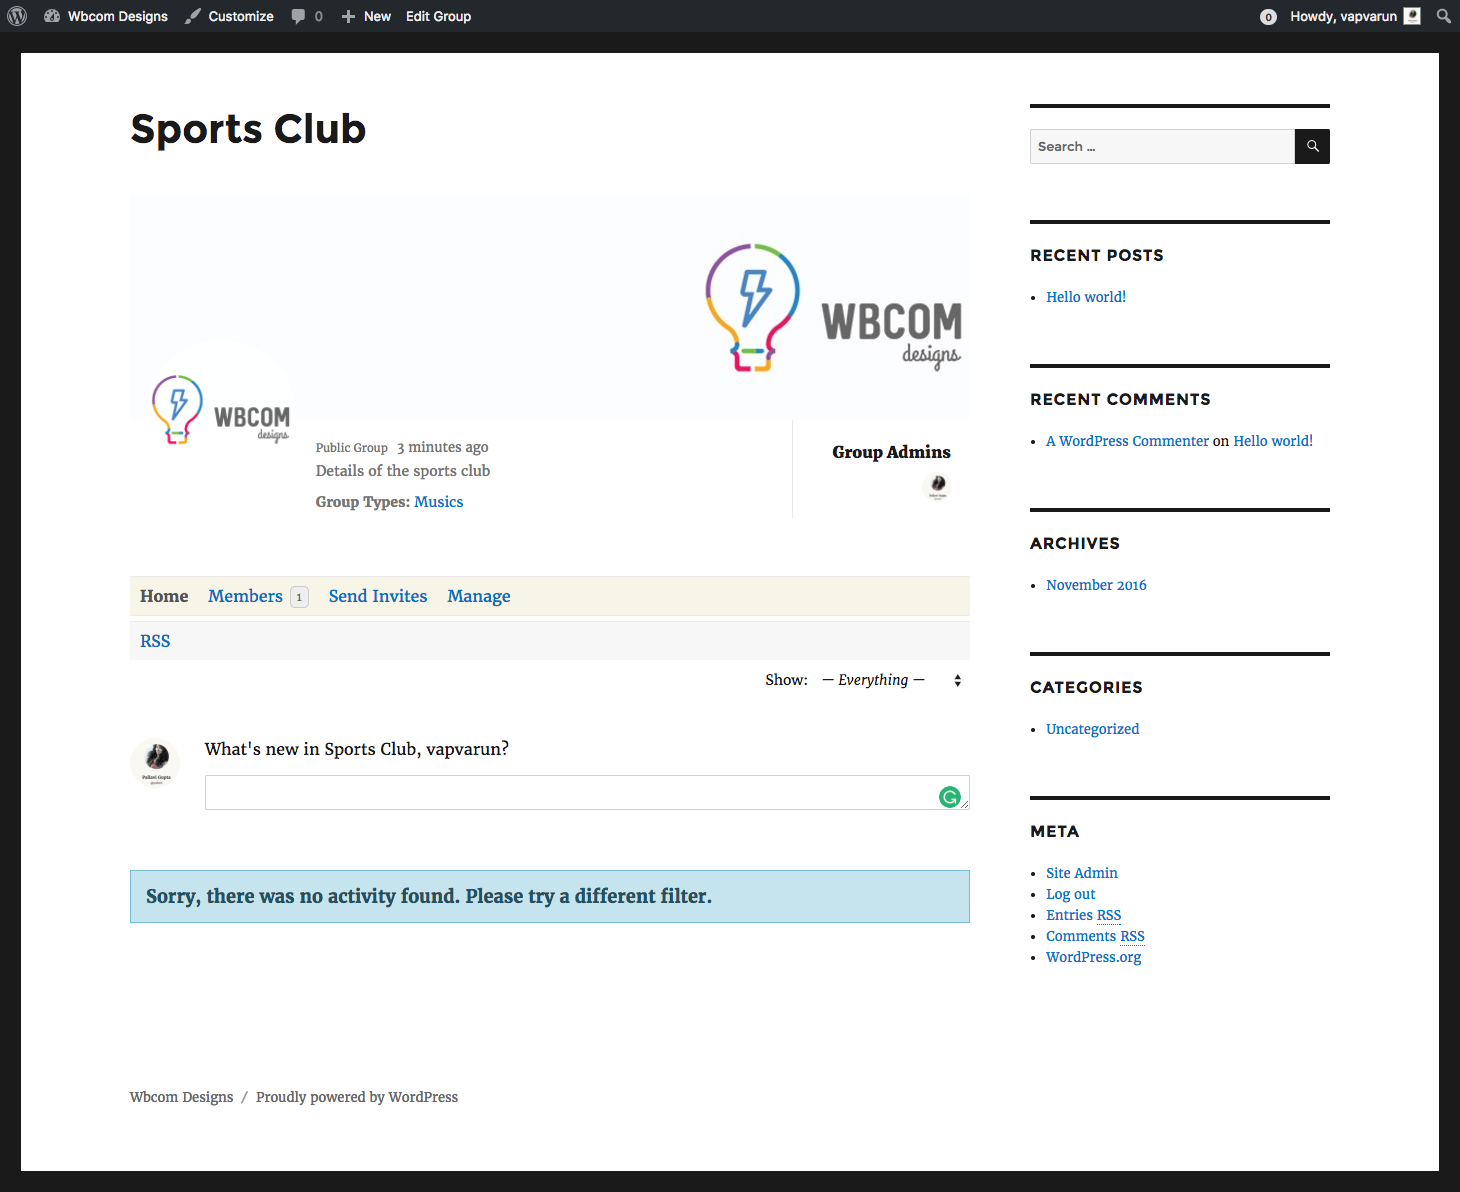 Wbcom Designs Customize 0 New Edit Group 0 Howdy, vapvarun
Sports Club
WBCOM
designs
WBCOM
designs
Public Group 3 minutes ago
Details of the sports club
Group Types: Musics
Group Admins
Home Members 1 Send Invites Manage
RSS
Show: — Everything —
What's new in Sports Club, vapvarun?
Pallavi Gupta
Sorry, there was no activity found. Please try a different filter.
Search …
RECENT POSTS
Hello world!
RECENT COMMENTS
A WordPress Commenter on Hello world!
ARCHIVES
November 2016
CATEGORIES
Uncategorized
META
Site Admin
Log out
Entries RSS
Comments RSS
WordPress.org
Wbcom Designs / Proudly powered by WordPress